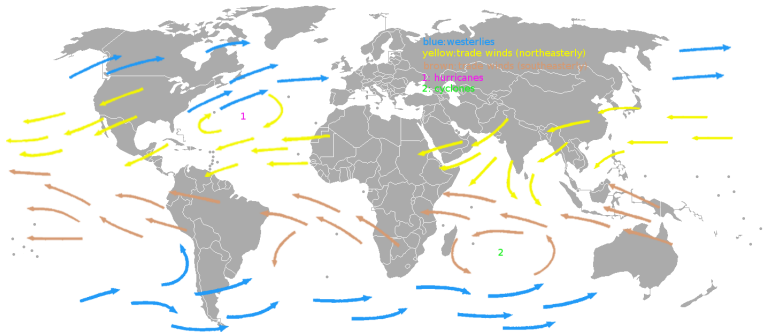 1
blue:westerlies
yellow:trade winds (northeasterly)
1: hurricanes
2: cyclones
2